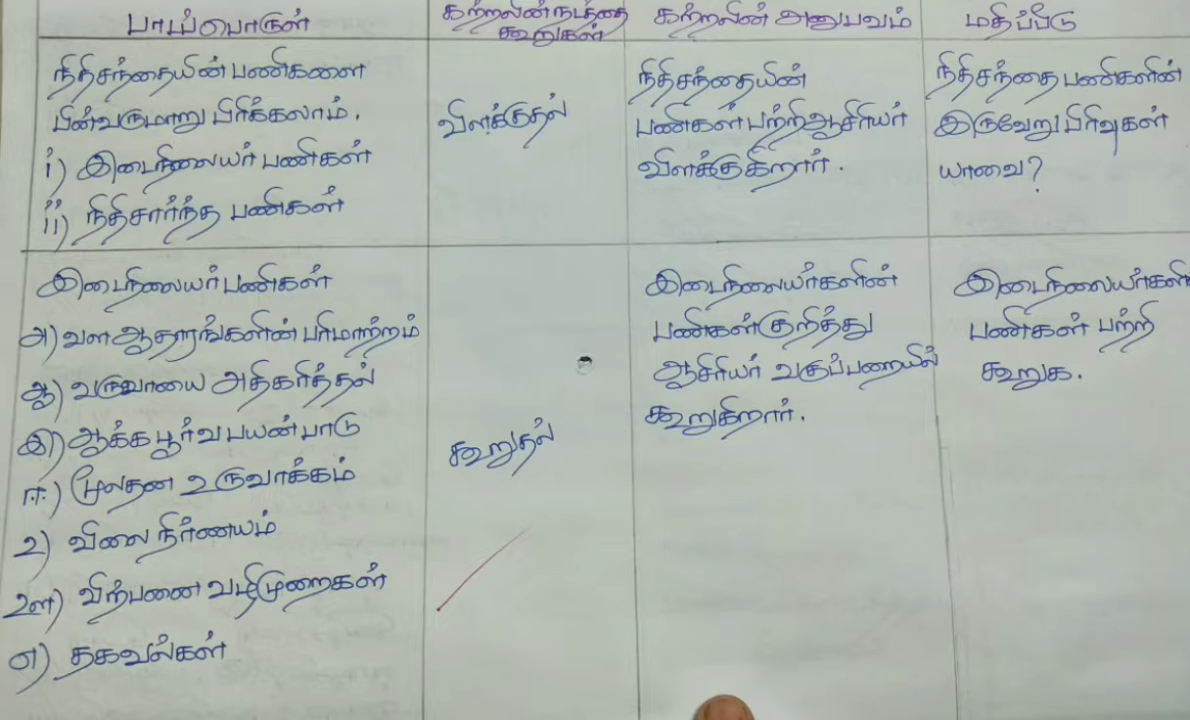 பாடப்பொருள்
கற்றலின் நடத்தை கூறுகள்
கற்றலின் அனுபவம்
மதிப்பீடு
நிதிசந்தையின் பணிகளை
பின்வருமாறு பிரிக்கலாம்.
i) இடைநிலையர் பணிகள்
ii) நிதிசார்ந்த பணிகள்
விளக்குதல்
நிதிசந்தையின்
பணிகள் பற்றி ஆசிரியர்
விளக்குகிறார்.
நிதிசந்தை பணிகளின்
இருவேறு பிரிவுகள்
யாவை?
இடைநிலையர் பணிகள்
அ) வள ஆதாரங்களின் பரிமாற்றம்
ஆ) வருவாயை அதிகரித்தல்
இ) ஆக்கபூர்வ பயன்பாடு
ஈ) மூலதன உருவாக்கம்
உ) விலை நிர்ணயம்
ஊ) விற்பனை வழிமுறைகள்
எ) தகவல்கள்
கூறுதல்
இடைநிலையர்களின்
பணிகள் குறித்து
ஆசிரியர் வகுப்பறையில்
கூறுகிறார்.
இடைநிலையர்களி
பணிகள் பற்றி
கூறுக.